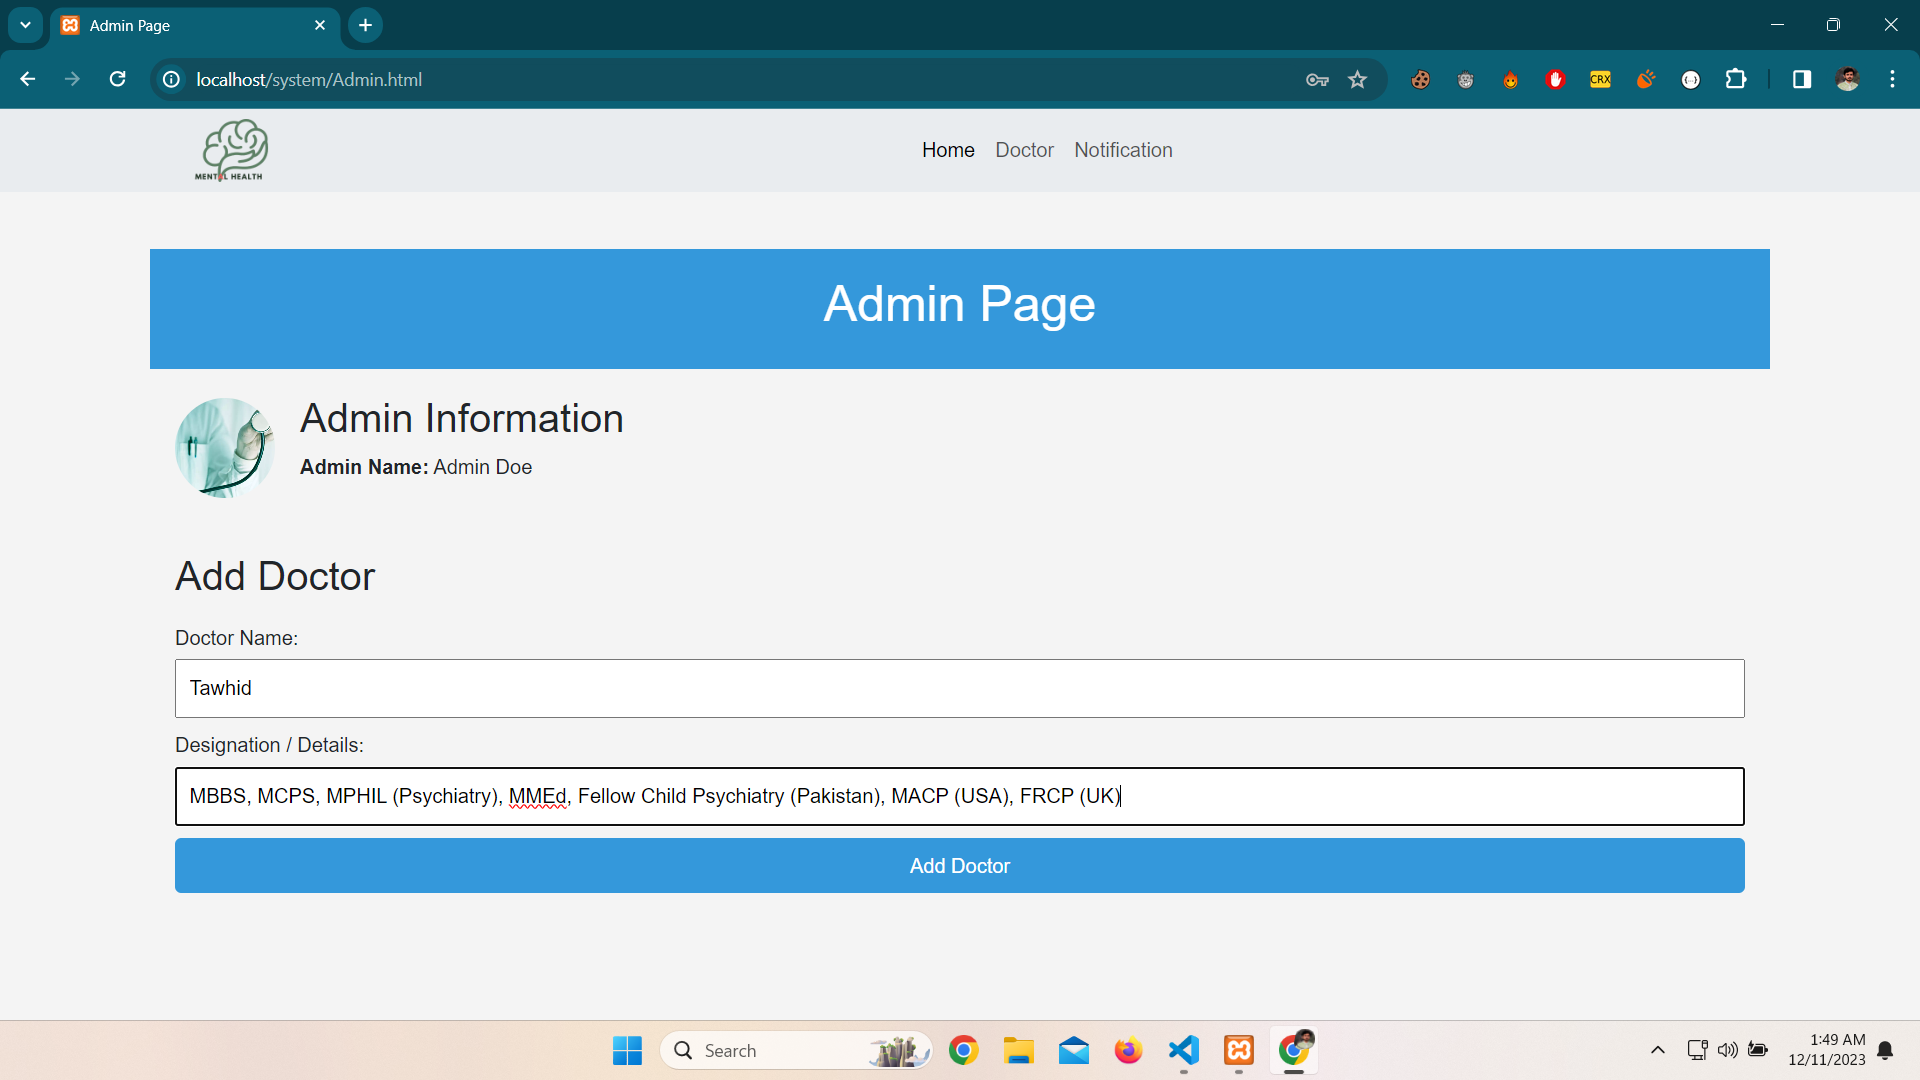 Admin Page
localhost/system/Admin.html
CRX
MENTAL HEALTH
Home Doctor Notification
Admin Page
Admin Information
Admin Name: Admin Doe
Add Doctor
Doctor Name:
Tawhid
Designation / Details:
MBBS, MCPS, MPHIL (Psychiatry), MMEd, Fellow Child Psychiatry (Pakistan), MACP (USA), FRCP (UK)
Add Doctor
Search
1:49 AM
12/11/2023